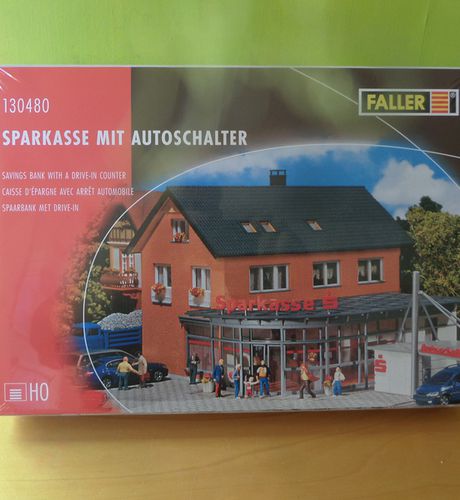 130480
FALLER
SPARKASSE MIT AUTOSCHALTER
SAVINGS BANK WITH A DRIVE-IN COUNTER
CAISSE D'ÉPARGNE AVEC ARRÊT AUTOMOBILE
SPAARBANK MET DRIVE-IN
Sparkasse
Autoschalter
H0